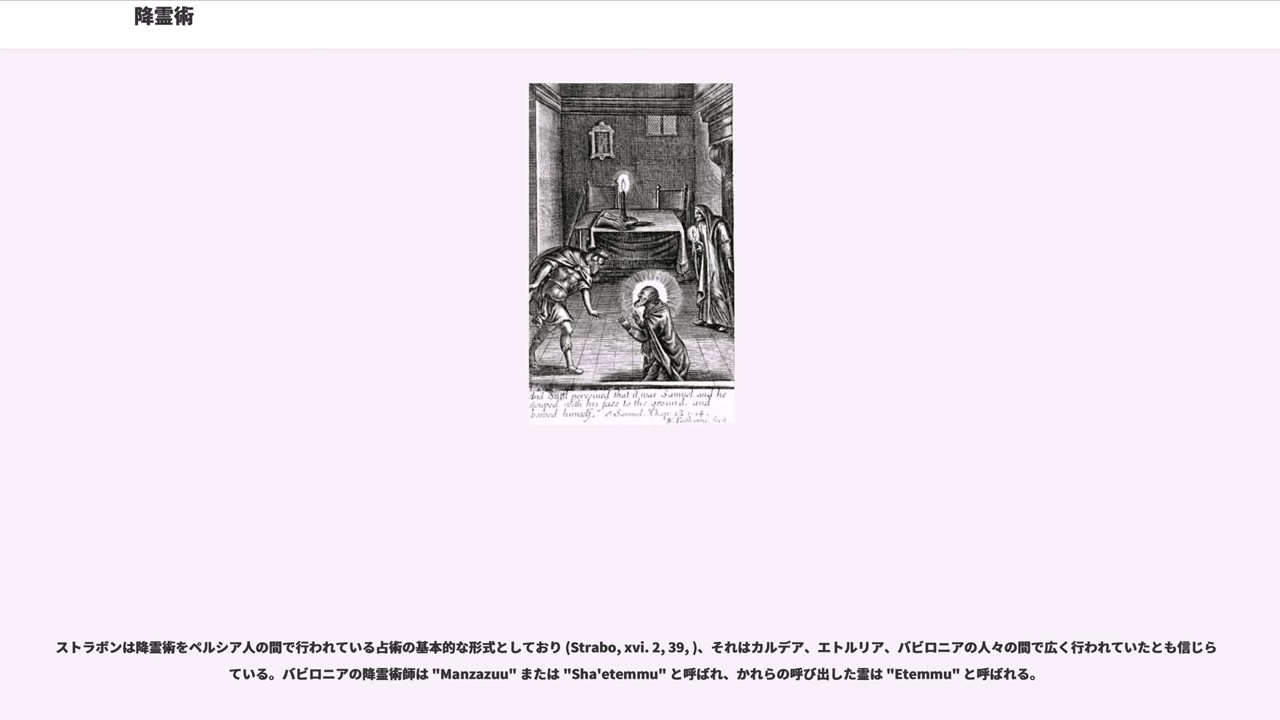 降霊術
And Saul perceived that it was Samuel and he
stouped with his face to the ground, and
bowed himself. Samuel. Chap:
ストラボンは降霊術をペルシア人の間で行われている占術の基本的な形式としており (Strabo, xvi. 2, 39, )、それはカルデア、エトルリア、バビロニアの人々の間で広く行われていたとも信じら
ている。バビロニアの降霊術師は "Manzazuu" または "Sha'etemmu" と呼ばれ、かれらの呼び出した霊は "Etemmu" と呼ばれる。